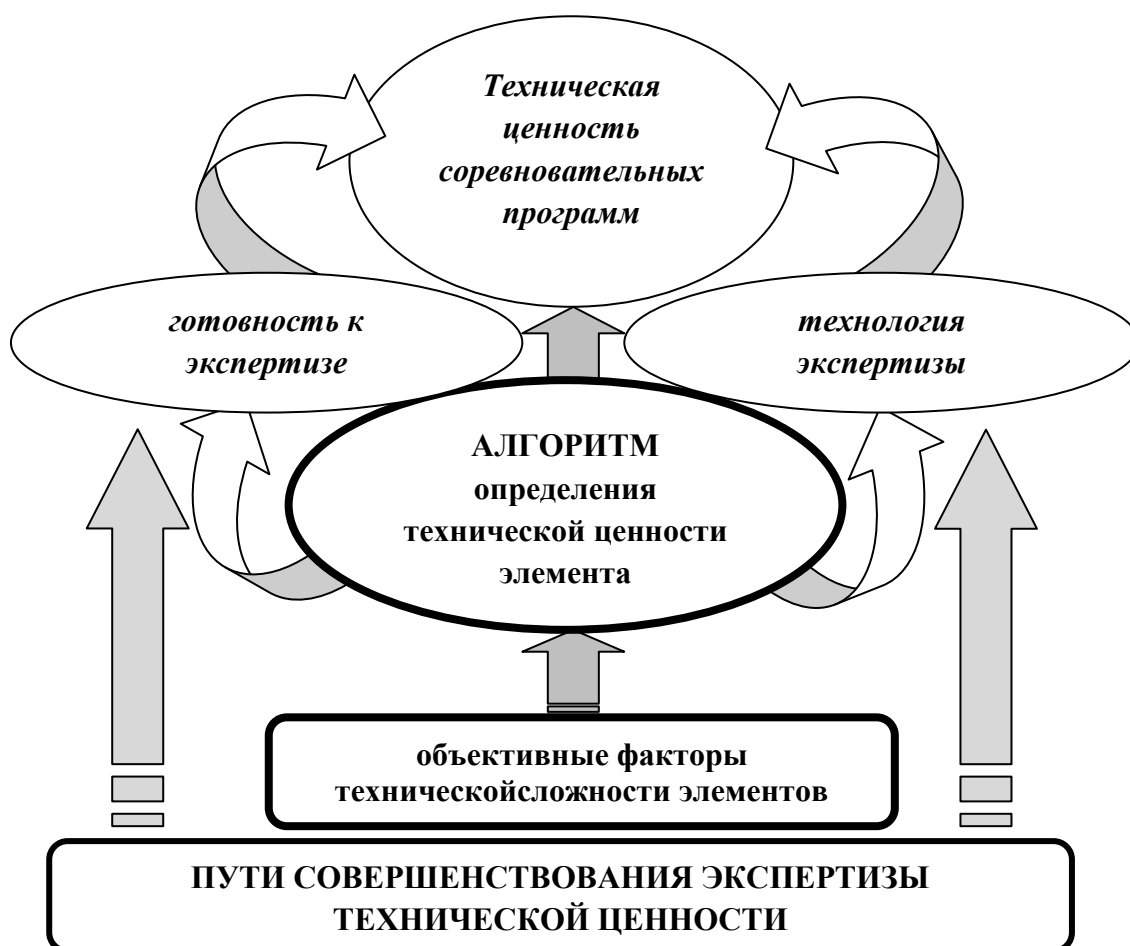 Техническая
ценность
соревновательных
программ
готовность к
экспертизе
технология
экспертизы
АЛГОРИТМ
определения
технической ценности
элемента
объективные факторы
техническойсложности элементов
ПУТИ СОВЕРШЕНСТВОВАНИЯ ЭКСПЕРТИЗЫ
ТЕХНИЧЕСКОЙ ЦЕННОСТИ